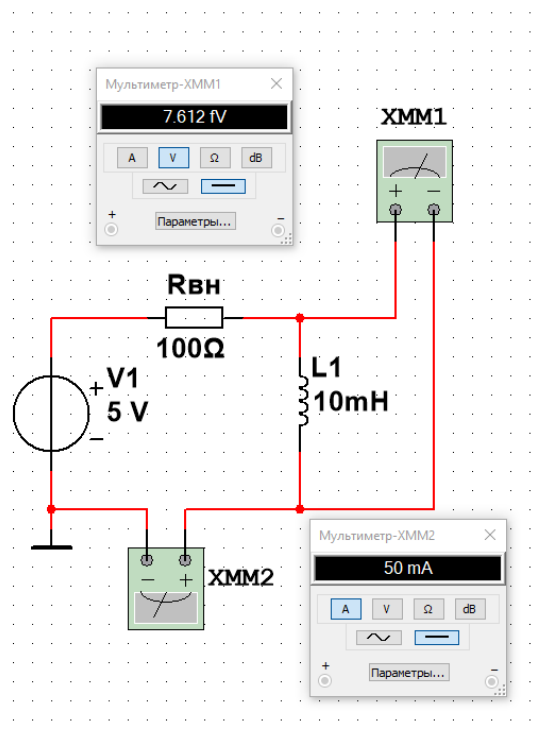 Мультиметр-XMM1
7.612 fV
A V Ω dB
+ Параметры... −
XMM1
+ −
Rвн
100Ω
V1
5 V
+
−
L1
10mH
− +
XMM2
Мультиметр-XMM2
50 mA
A V Ω dB
+ Параметры... −